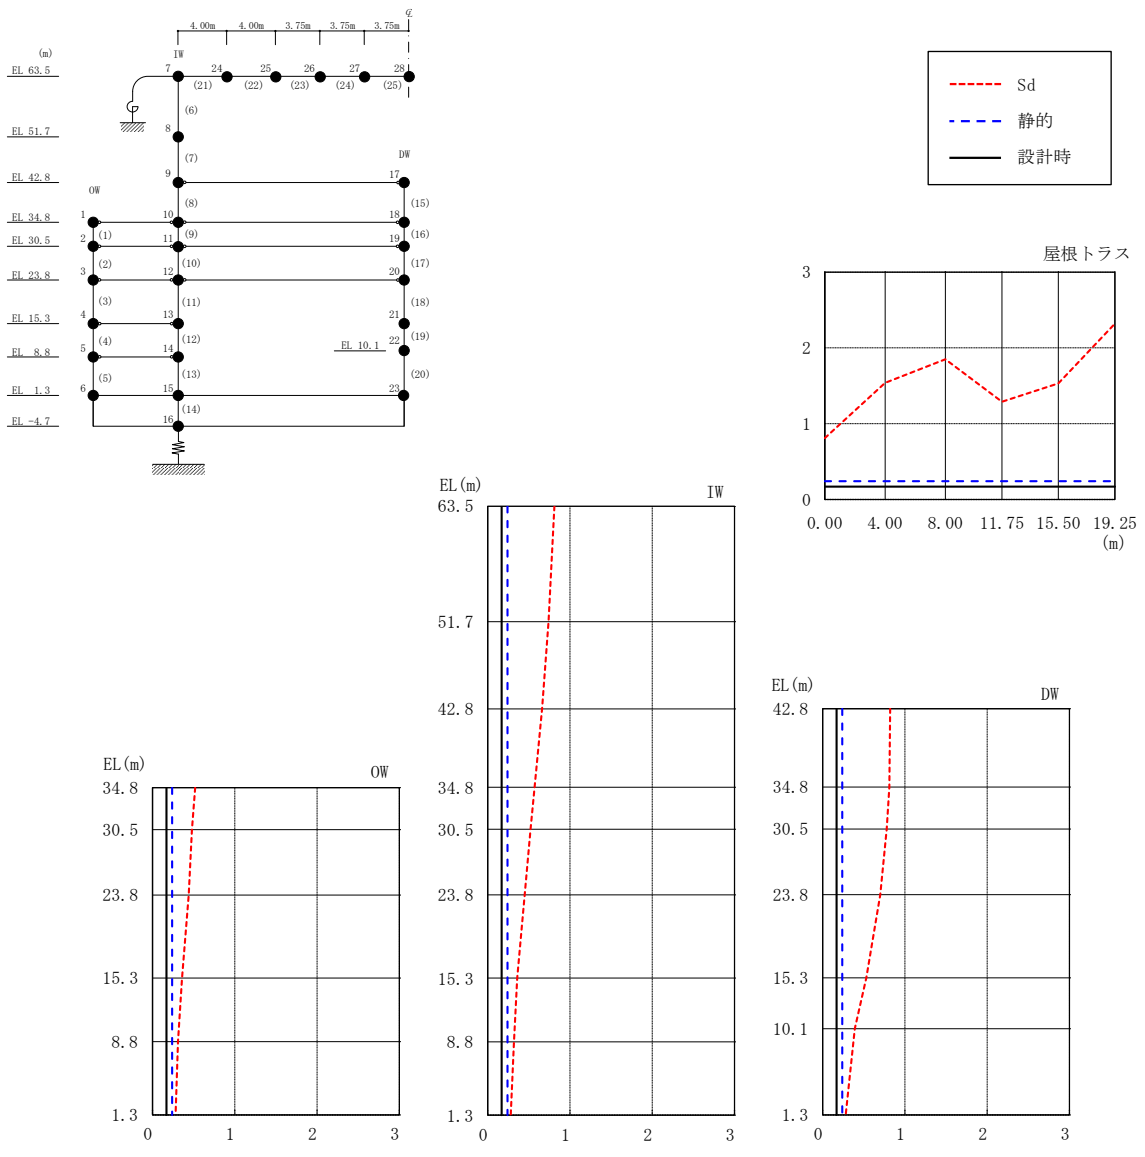 4.00m 4.00m 3.75m 3.75m 3.75m
(m)
IW
EL 63.5
7 24 25 26 27 28
(21) (22) (23) (24) (25)
(6)
EL 51.7
8
(7)
DW
EL 42.8
9 17
OW
(8) (15)
EL 34.8
1 10 18
(1) (9) (16)
EL 30.5
2 11 19
(2) (10) (17)
EL 23.8
3 12 20
(3) (11) (18)
EL 15.3
4 13 21
(4) (12) (19)
EL 10.1
22
EL 8.8
5 14
(5) (13) (20)
EL 1.3
6 15 23
(14)
EL -4.7
16
Sd
静的
設計時
屋根トラス
3
2
1
0
0.00 4.00 8.00 11.75 15.50 19.25
(m)
EL(m)
IW
63.5
51.7
42.8
34.8
30.5
23.8
15.3
8.8
1.3
0 1 2 3
EL(m)
DW
42.8
34.8
30.5
23.8
15.3
10.1
1.3
0 1 2 3
EL(m)
OW
34.8
30.5
23.8
15.3
8.8
1.3
0 1 2 3